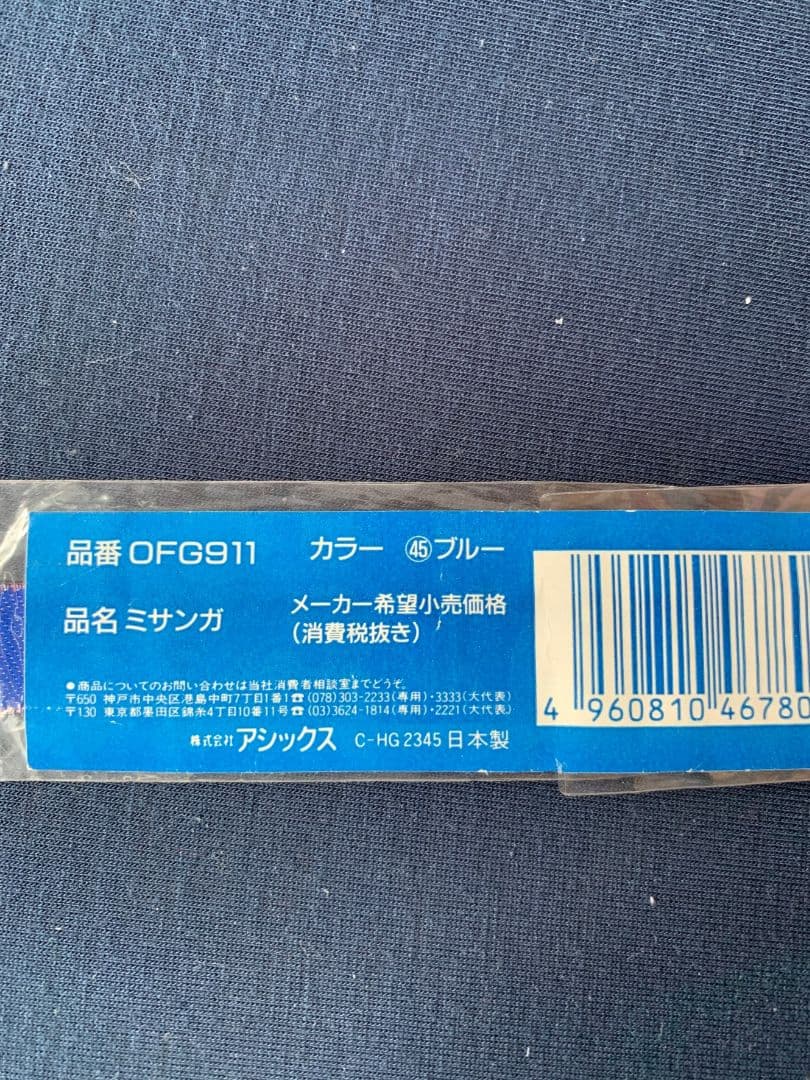 品番 OFG911　カラー　㊺ブルー
品名 ミサンガ　メーカー希望小売価格
（消費税抜き）
●商品についてのお問い合わせは当社消費者相談室までどうぞ。
〒650 神戸市中央区港島中町7丁目1番1☎(078)303-2233(専用)・3333(大代表)
〒130 東京都墨田区錦糸4丁目10番11号☎(03)3624-1814(専用)・2221(大代表)
株式会社アシックス　C-HG 2345 日本製
4 960810 46780